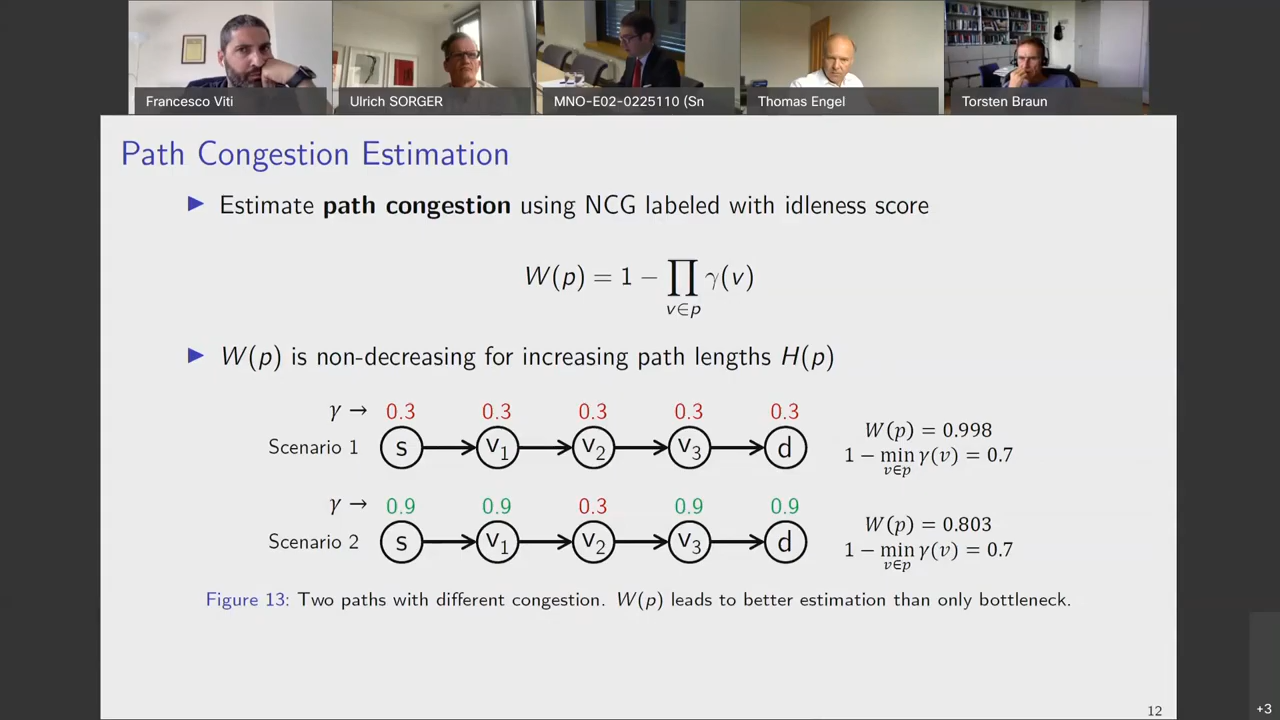 Francesco Viti
Ulrich SORGER
MNO-E02-0225110 (Sn
Thomas Engel
Torsten Braun
Path Congestion Estimation
Estimate path congestion using NCG labeled with idleness score
W(p) = 1 − ∏ γ(v)
v∈p
W(p) is non-decreasing for increasing path lengths H(p)
γ → 0.3 0.3 0.3 0.3 0.3
Scenario 1 s v₁ v₂ v₃ d
W(p) = 0.998
1 − min γ(v) = 0.7
v∈p
γ → 0.9 0.9 0.3 0.9 0.9
Scenario 2 s v₁ v₂ v₃ d
W(p) = 0.803
1 − min γ(v) = 0.7
v∈p
Figure 13: Two paths with different congestion. W(p) leads to better estimation than only bottleneck.
12
+3